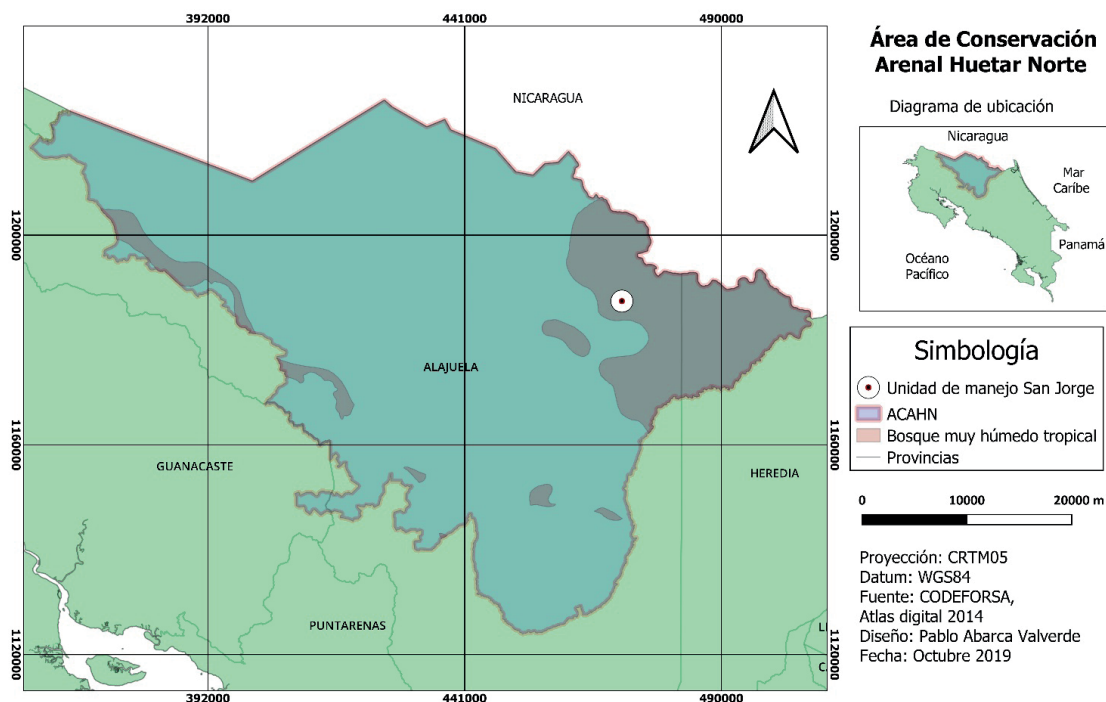 392000
441000
490000
NICARAGUA
1200000
1200000
ALAJUELA
1160000
1160000
GUANACASTE
HEREDIA
PUNTARENAS
1120000
1120000
392000
441000
490000
Área de Conservación
Arenal Huetar Norte
Diagrama de ubicación
Nicaragua
Mar
Caríbe
Panamá
Océano
Pacífico
Simbología
Unidad de manejo San Jorge
ACAHN
Bosque muy húmedo tropical
Provincias
0 10000 20000 m
Proyección: CRTM05
Datum: WGS84
Fuente: CODEFORSA,
Atlas digital 2014
Diseño: Pablo Abarca Valverde
Fecha: Octubre 2019